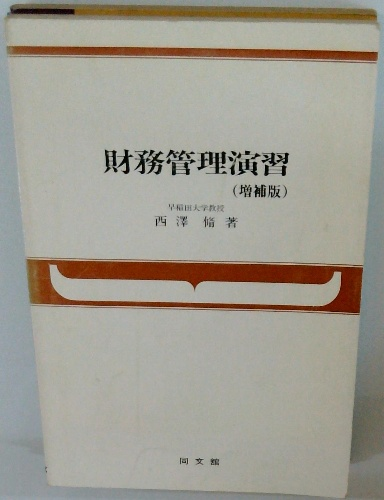 財務管理演習
(増補版)
早稲田大学教授
西澤脩著
同文舘